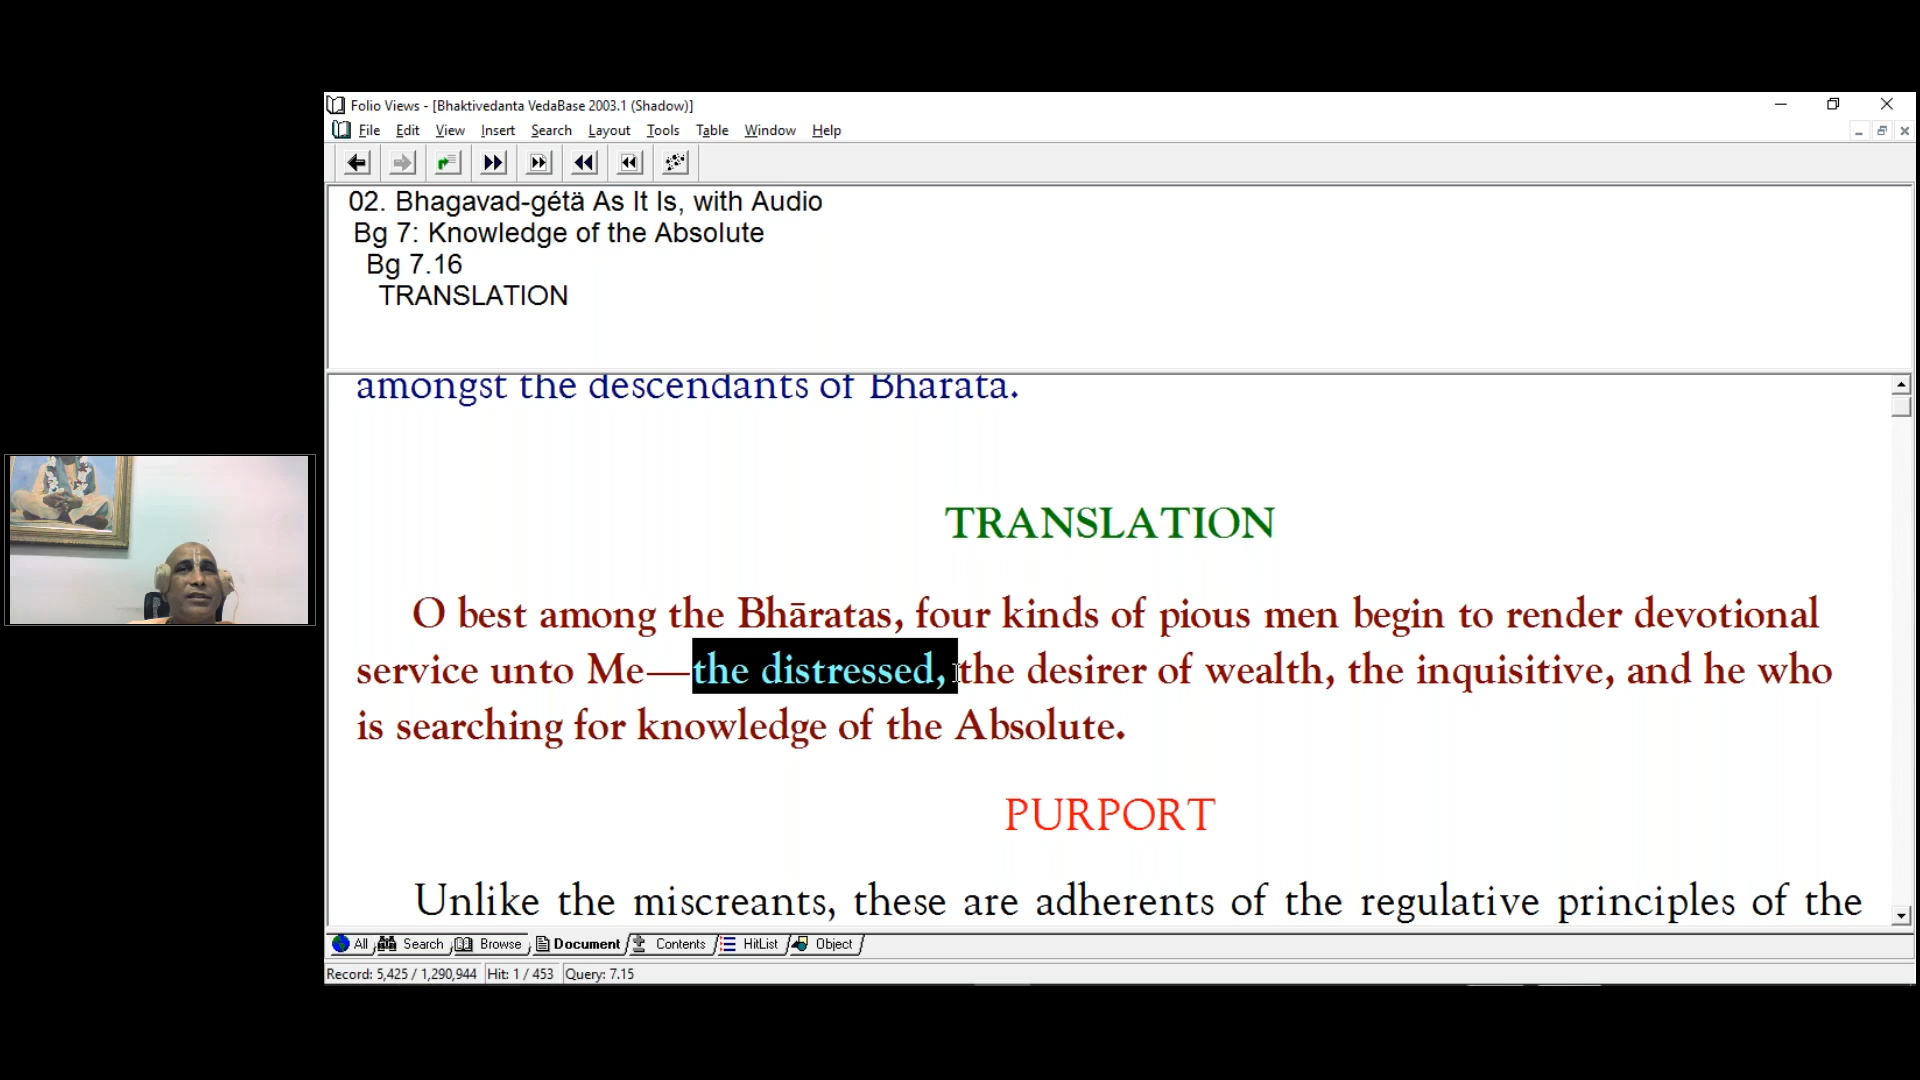 Folio Views - [Bhaktivedanta VedaBase 2003.1 (Shadow)]
File Edit View Insert Search Layout Tools Table Window Help
02. Bhagavad-gétä As It Is, with Audio
Bg 7: Knowledge of the Absolute
Bg 7.16
TRANSLATION
amongst the descendants of Bharata.
TRANSLATION
O best among the Bhāratas, four kinds of pious men begin to render devotional
service unto Me—the distressed, the desirer of wealth, the inquisitive, and he who
is searching for knowledge of the Absolute.
PURPORT
Unlike the miscreants, these are adherents of the regulative principles of the
All Search Browse Document Contents HitList Object
Record: 5,425 / 1,290,944 Hit: 1 / 453 Query: 7.15